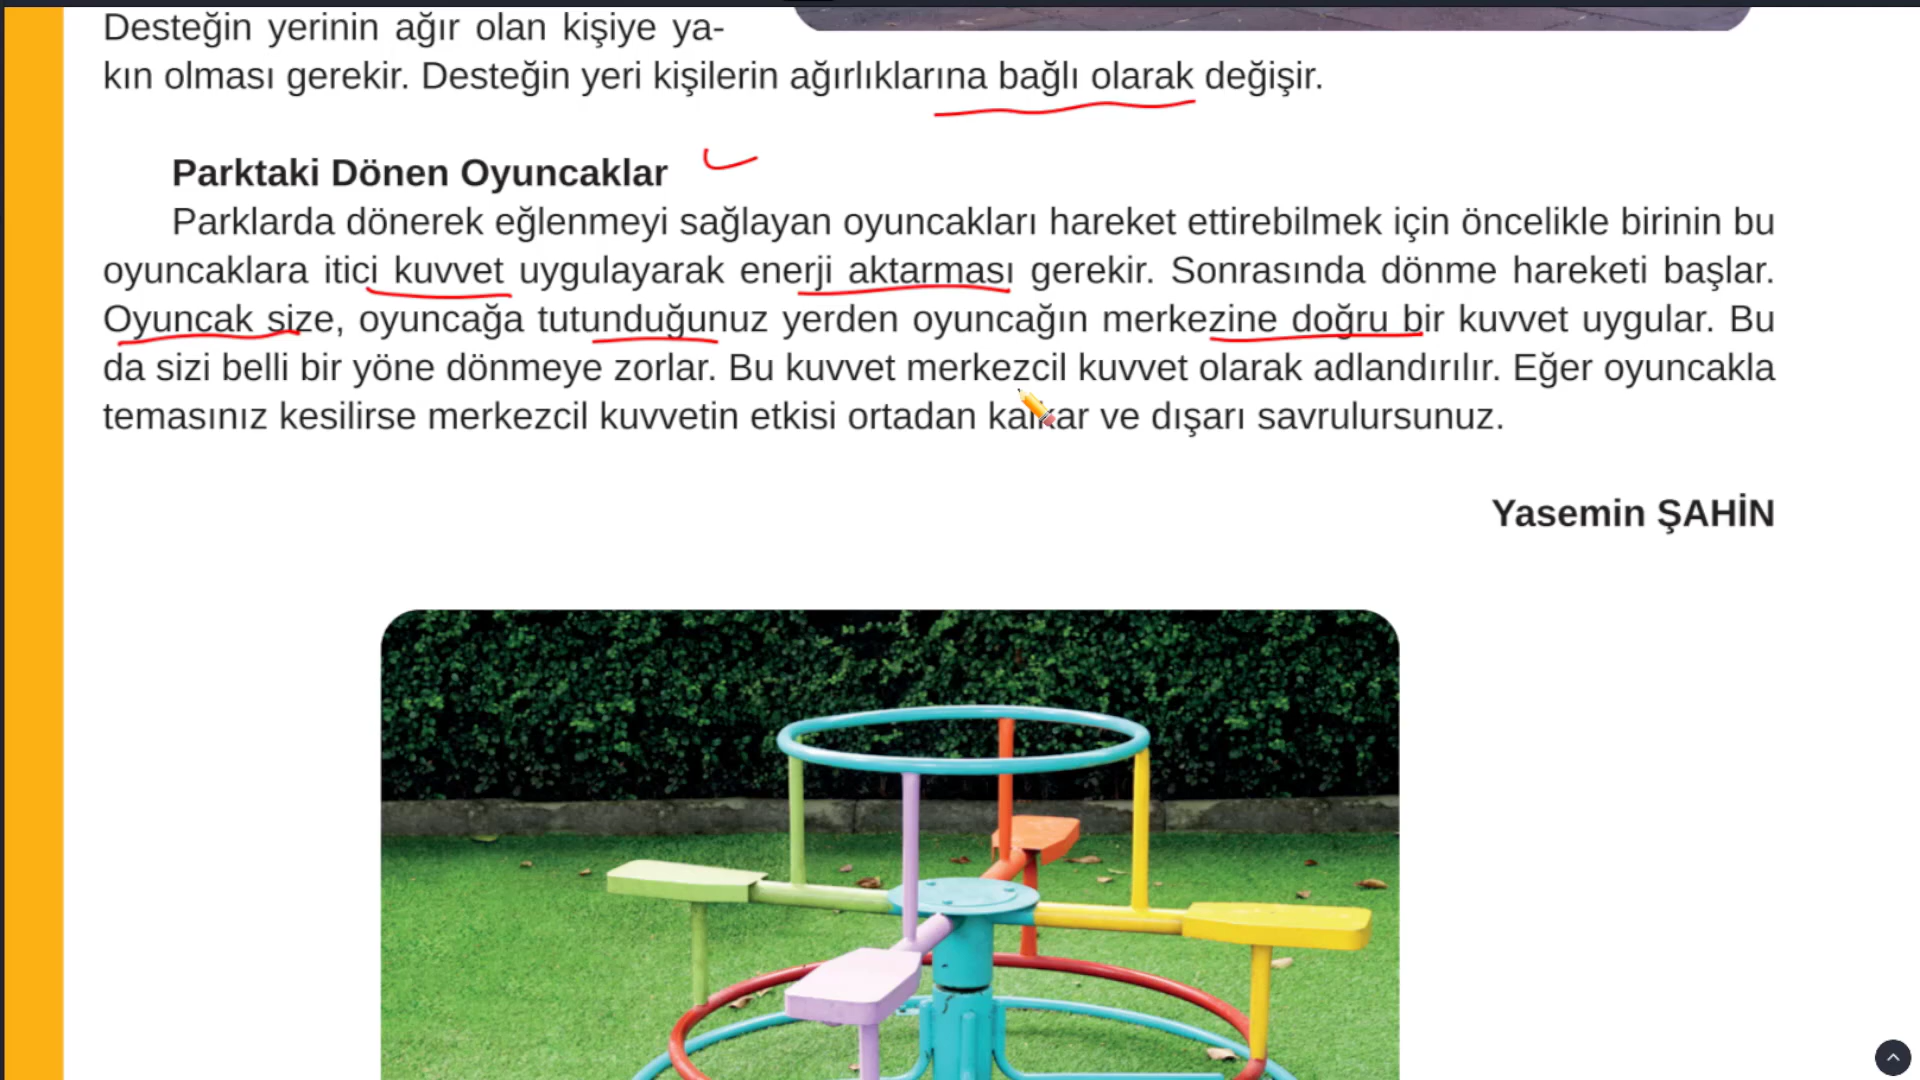 Desteğin yerinin ağır olan kişiye ya-
kın olması gerekir. Desteğin yeri kişilerin ağırlıklarına bağlı olarak değişir.
Parktaki Dönen Oyuncaklar
Parklarda dönerek eğlenmeyi sağlayan oyuncakları hareket ettirebilmek için öncelikle birinin bu
oyuncaklara itici kuvvet uygulayarak enerji aktarması gerekir. Sonrasında dönme hareketi başlar.
Oyuncak size, oyuncağa tutunduğunuz yerden oyuncağın merkezine doğru bir kuvvet uygular. Bu
da sizi belli bir yöne dönmeye zorlar. Bu kuvvet merkezcil kuvvet olarak adlandırılır. Eğer oyuncakla
temasınız kesilirse merkezcil kuvvetin etkisi ortadan kalkar ve dışarı savrulursunuz.
Yasemin ŞAHİN